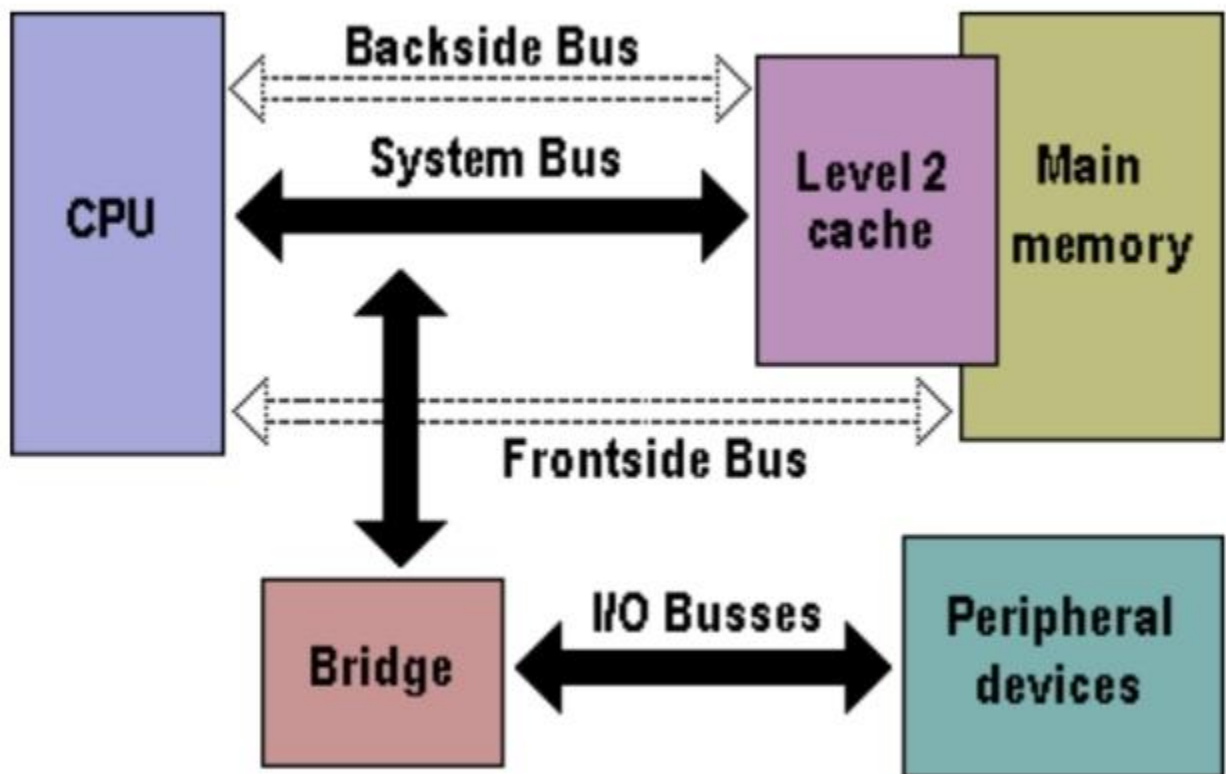 Backside Bus
System Bus
CPU
Level 2
cache
Main
memory
Frontside Bus
I/O Busses
Bridge
Peripheral
devices